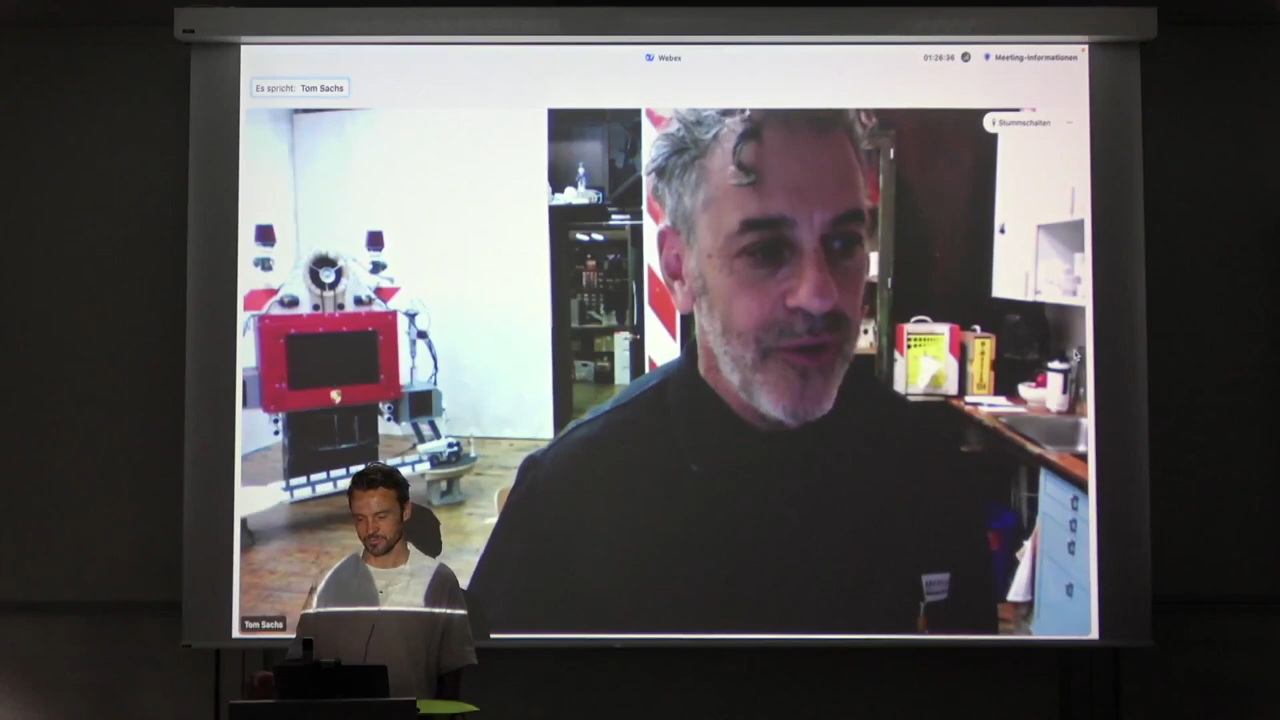 Webex
01:26:36
Meeting-Informationen
Es spricht: Tom Sachs
Stummschalten
Tom Sachs